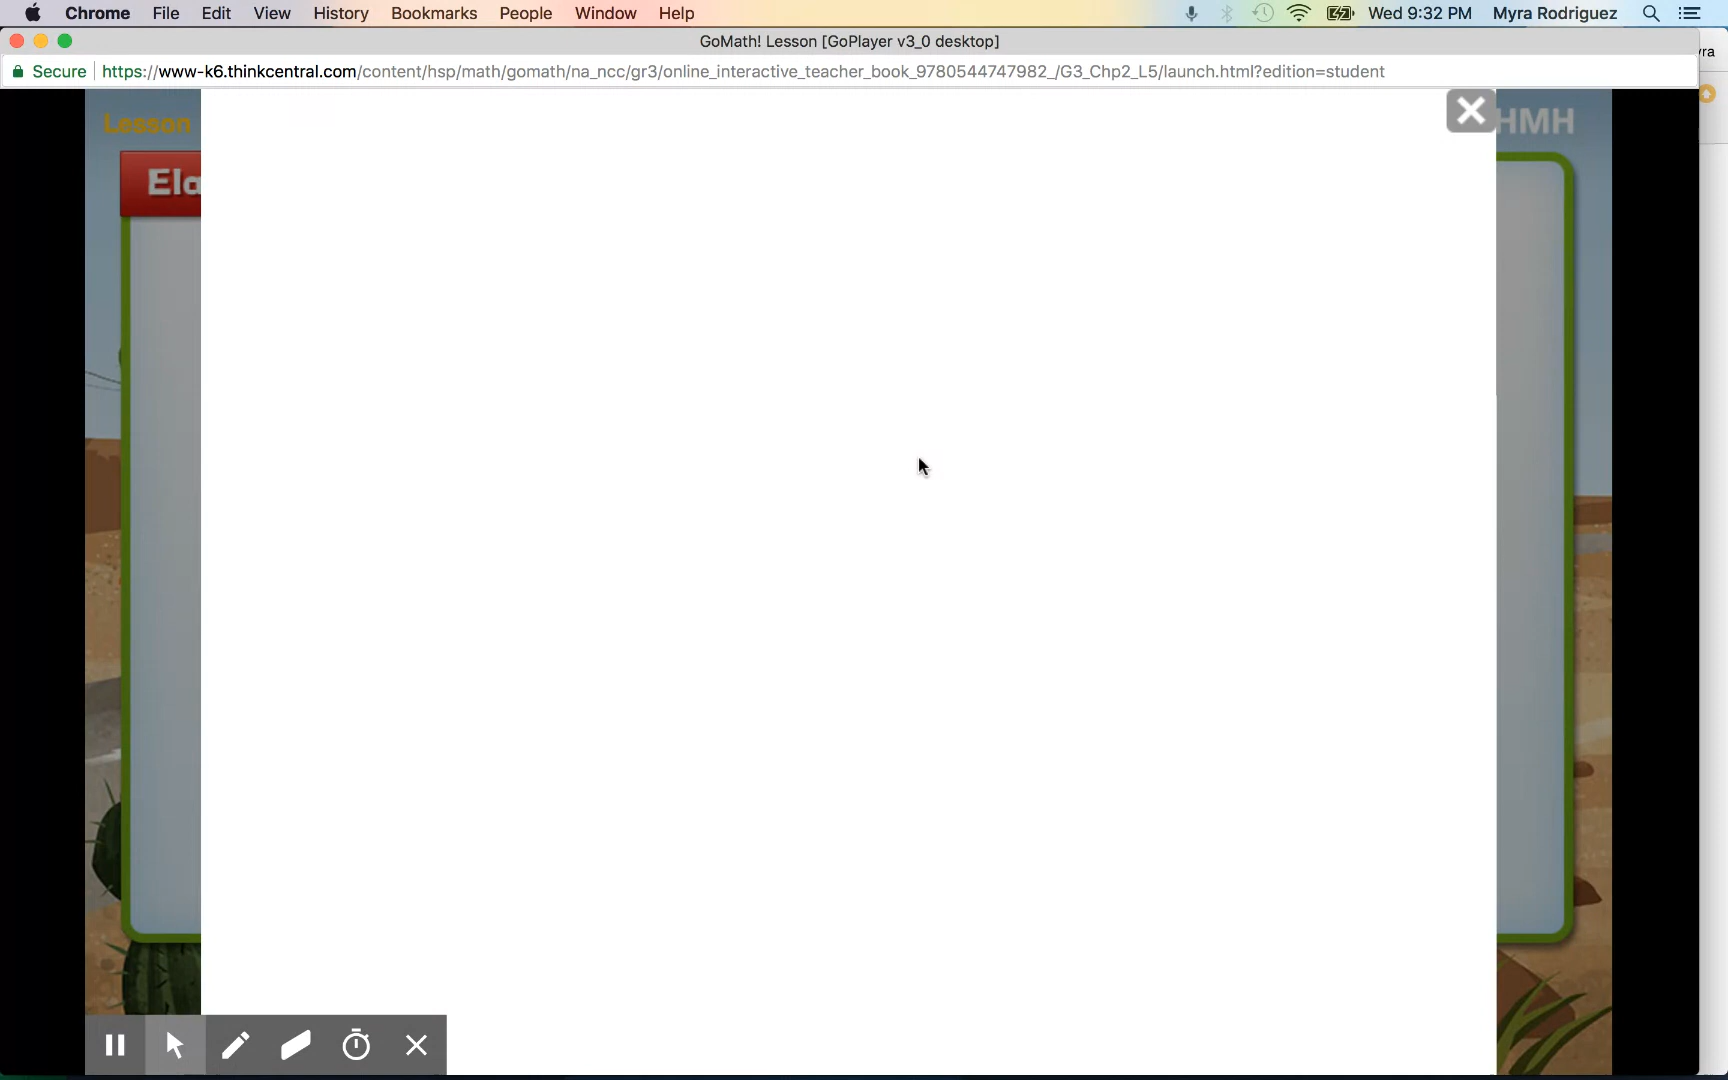 Chrome File Edit View History Bookmarks People Window Help Wed 9:32 PM Myra Rodriguez
GoMath! Lesson [GoPlayer v3_0 desktop]
ra
Secure https://www-k6.thinkcentral.com/content/hsp/math/gomath/na_ncc/gr3/online_interactive_teacher_book_9780544747982_/G3_Chp2_L5/launch.html?edition=student
Lesson HMH
Ela